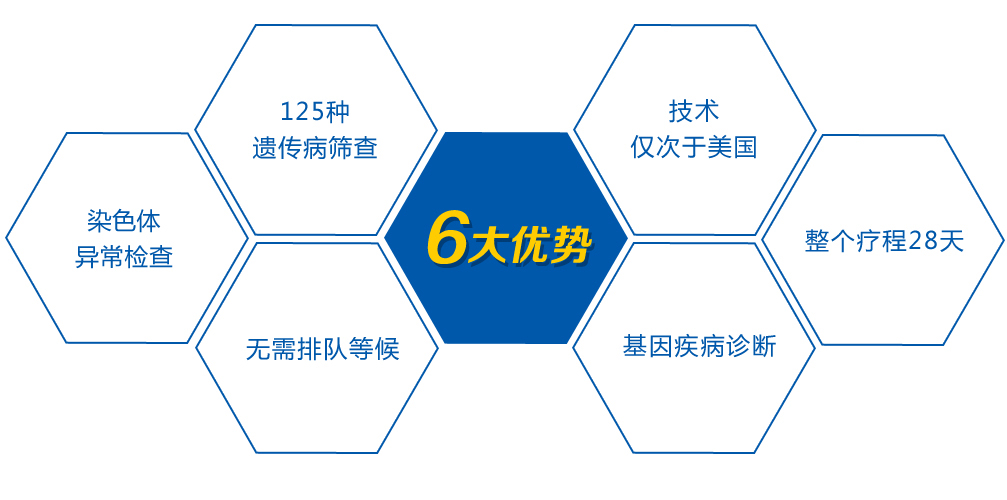 125种
遗传病筛查
技术
仅次于美国
染色体
异常检查
6大优势
整个疗程28天
无需排队等候
基因疾病诊断